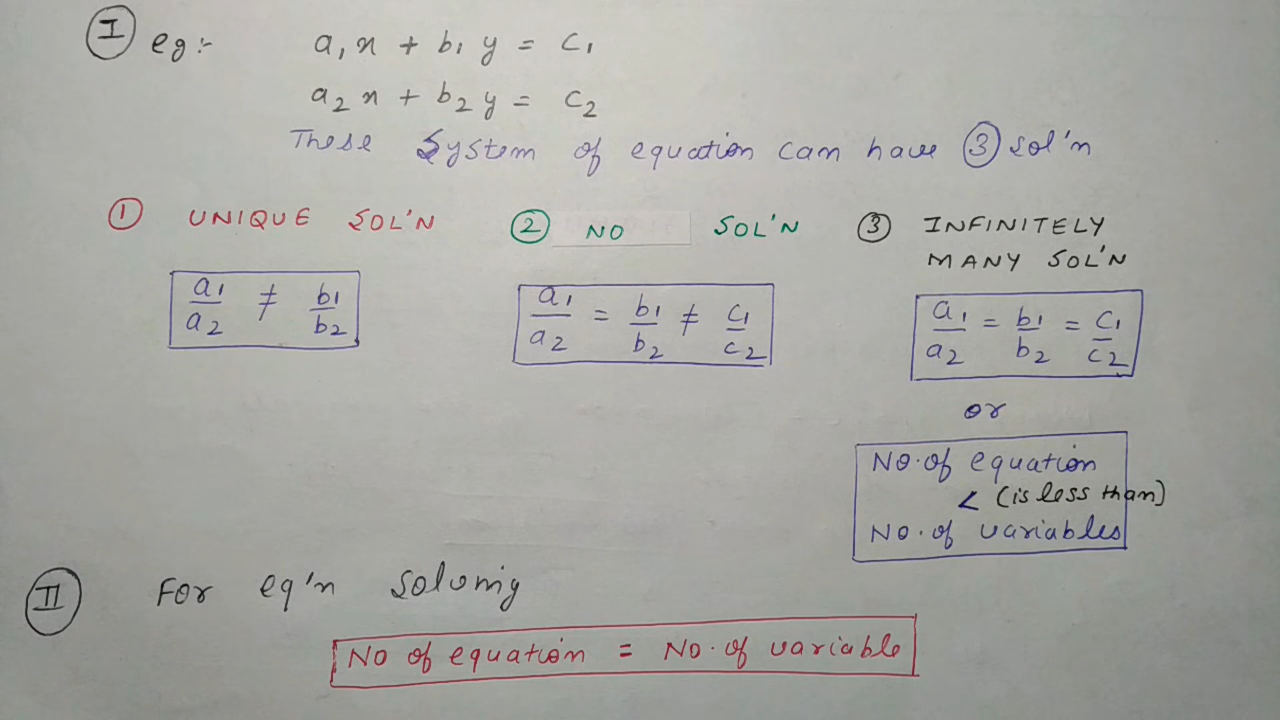 I eg:- a₁x + b₁y = c₁
a₂x + b₂y = c₂
These System of equation can have 3 sol'n
1 UNIQUE SOL'N
a₁/a₂ ≠ b₁/b₂
2 NO SOL'N
a₁/a₂ = b₁/b₂ ≠ c₁/c₂
3 INFINITELY
MANY SOL'N
a₁/a₂ = b₁/b₂ = c₁/c₂
or
NO. of equation
< (is less than)
NO. of variables
II For eq'n solving
NO of equation = NO. of variable